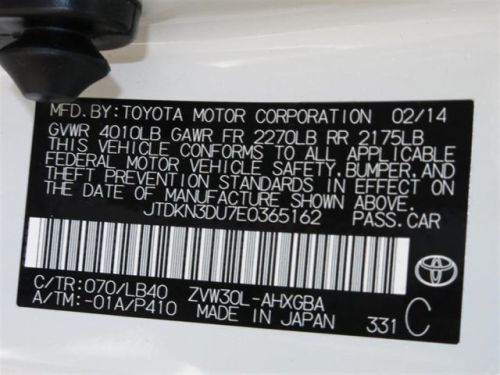 MFD.BY:TOYOTA MOTOR CORPORATION 02/14
GVWR 4010LB GAWR FR 2270LB RR 2175LB
THIS VEHICLE CONFORMS TO ALL APPLICABLE
FEDERAL MOTOR VEHICLE SAFETY,BUMPER,AND
THEFT PREVENTION STANDARDS IN EFFECT ON
THE DATE OF MANUFACTURE SHOWN ABOVE.
JTDKN3DU7E0365162 PASS.CAR
C/TR:070/LB40 ZVW30L-AHXGBA
A/TM:-01A/P410 MADE IN JAPAN 331 C
TOYOTA